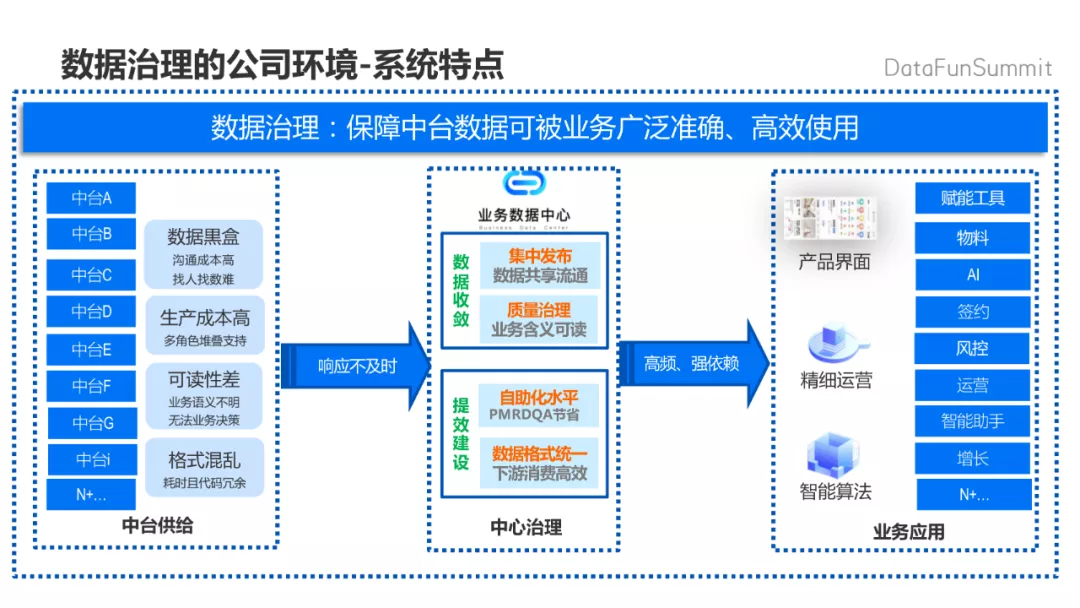 数据治理的公司环境-系统特点
DataFunSummit
数据治理：保障中台数据可被业务广泛准确、高效使用
中台A
中台B
中台C
中台D
中台E
中台F
中台G
中台i
N+...
数据黑盒
沟通成本高
找人找数难
生产成本高
多角色堆叠支持
可读性差
业务语义不明
无法业务决策
格式混乱
耗时且代码冗余
中台供给
响应不及时
业务数据中心
Business Data Center
数据收敛
集中发布
数据共享流通
质量治理
业务含义可读
提效建设
自助化水平
PMRDQA节省
数据格式统一
下游消费高效
中心治理
高频、强依赖
产品界面
精细运营
智能算法
赋能工具
物料
AI
签约
风控
运营
智能助手
增长
N+...
业务应用